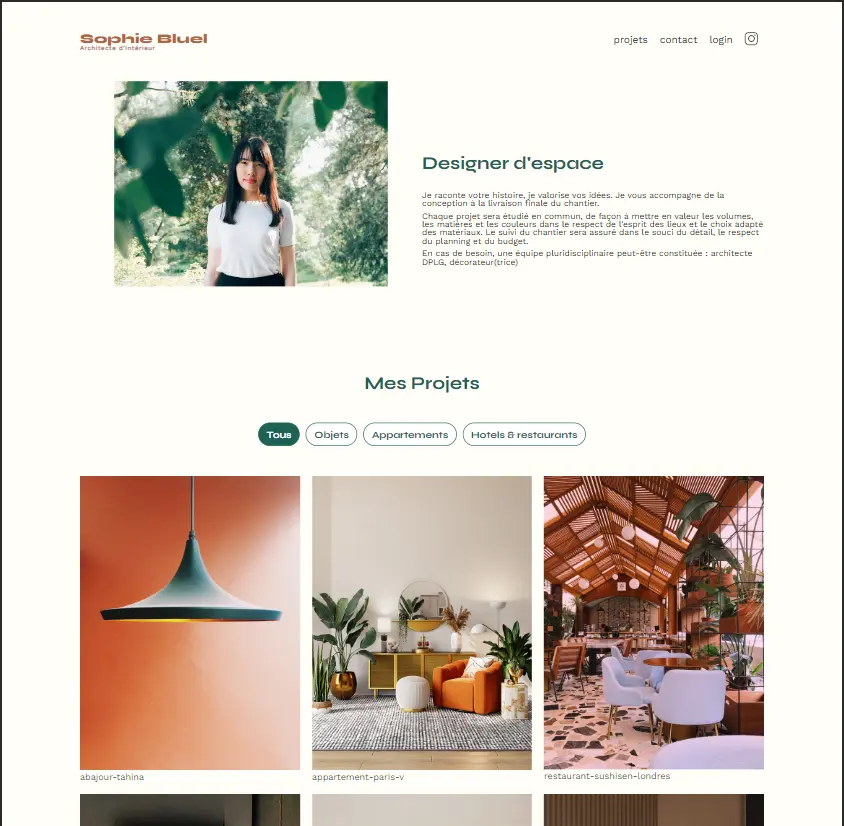 Sophie Bluel
Architecte d'intérieur
projets contact login
Designer d'espace
Je raconte votre histoire, je valorise vos idées. Je vous accompagne de la
conception à la livraison finale du chantier.
Chaque projet sera étudié en commun, de façon à mettre en valeur les volumes,
les matières et les couleurs dans le respect de l'esprit des lieux et le choix adapté
des matériaux. Le suivi du chantier sera assuré dans le souci du détail, le respect
du planning et du budget.
En cas de besoin, une équipe pluridisciplinaire peut-être constituée : architecte
DPLG, décorateur(trice)
Mes Projets
Tous Objets Appartements Hotels & restaurants
abajour-tahina
appartement-paris-v
restaurant-sushisen-londres